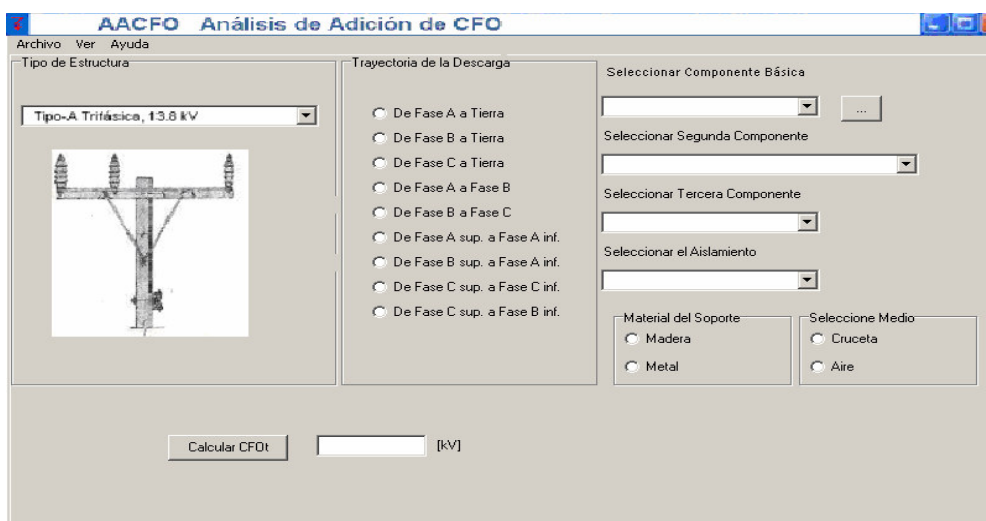 AACFO Análisis de Adición de CFO
Archivo Ver Ayuda
Tipo de Estructura
Tipo-A Trifásica, 13.8 kV
Trayectoria de la Descarga
De Fase A a Tierra
De Fase B a Tierra
De Fase C a Tierra
De Fase A a Fase B
De Fase B a Fase C
De Fase A sup. a Fase A inf.
De Fase B sup. a Fase A inf.
De Fase C sup. a Fase C inf.
De Fase C sup. a Fase B inf.
Seleccionar Componente Básica
...
Seleccionar Segunda Componente
Seleccionar Tercera Componente
Seleccionar el Aislamiento
Material del Soporte
Madera
Metal
Seleccione Medio
Cruceta
Aire
Calcular CFOt
[kV]